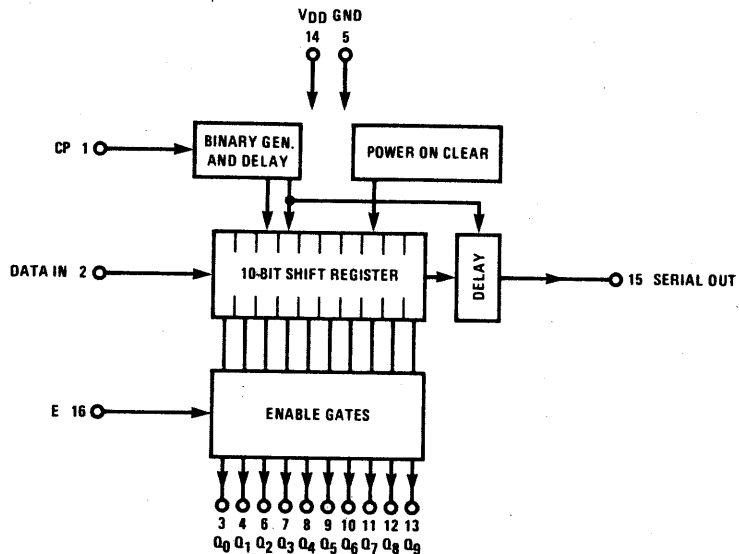 VDD GND
14 5
CP 1
BINARY GEN.
AND DELAY
POWER ON CLEAR
DATA IN 2
10-BIT SHIFT REGISTER
DELAY
15 SERIAL OUT
E 16
ENABLE GATES
3 4 6 7 8 9 10 11 12 13
Q0 Q1 Q2 Q3 Q4 Q5 Q6 Q7 Q8 Q9